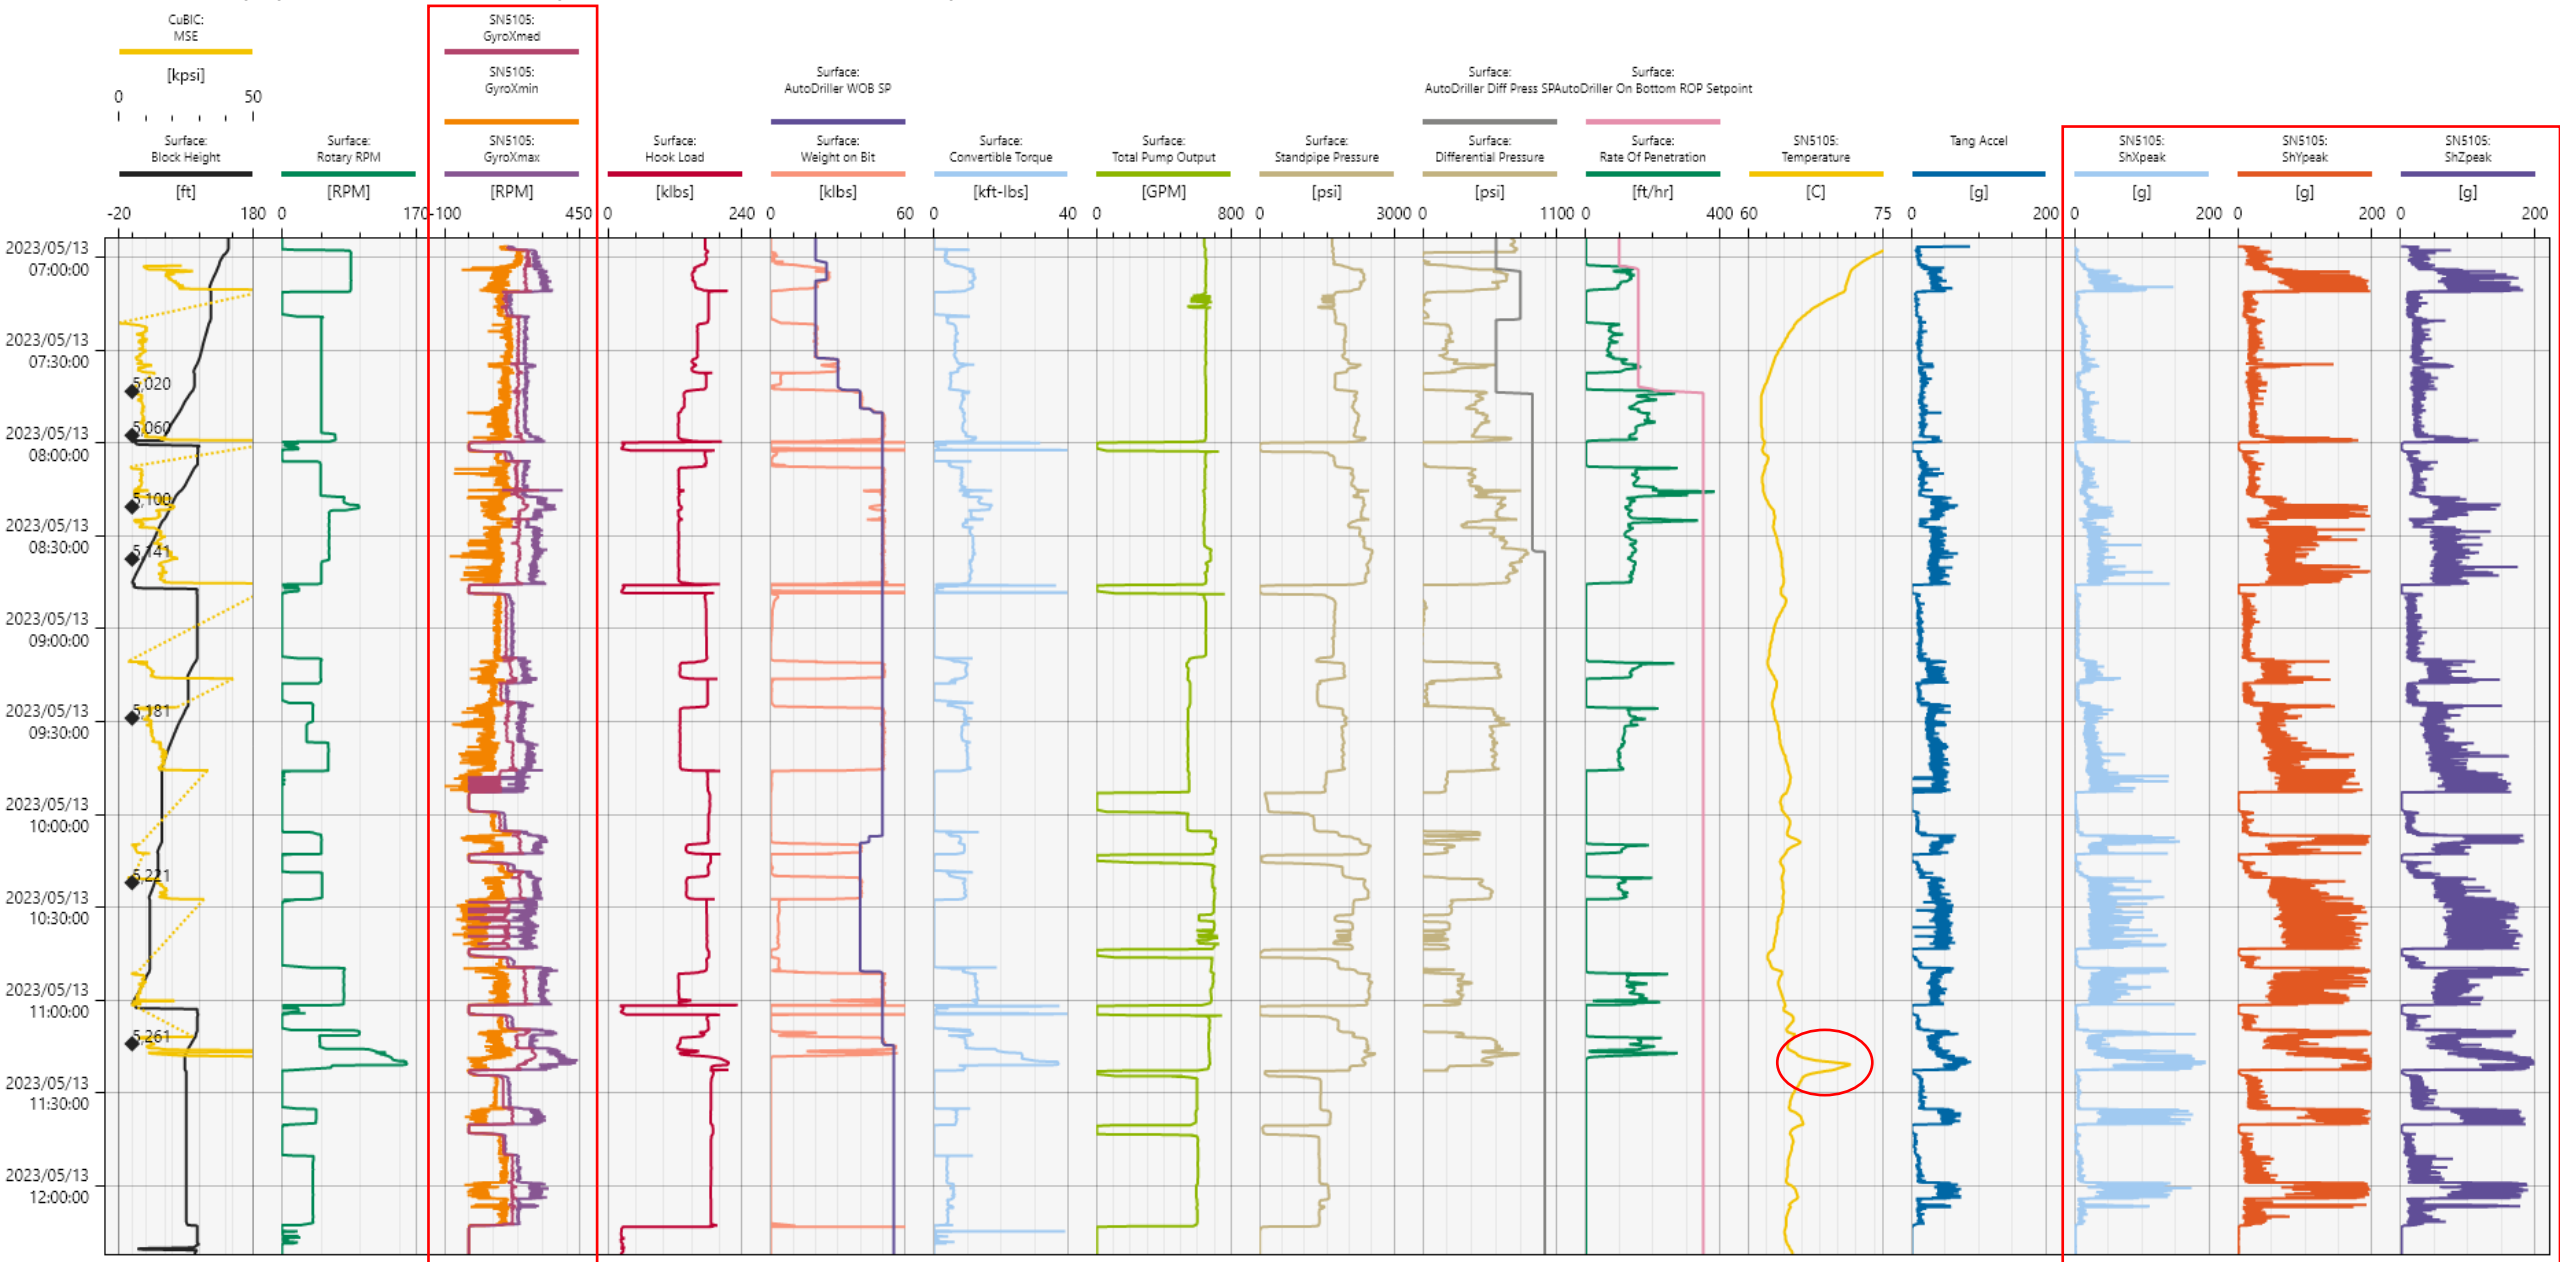 CuBIC:
MSE
[kpsi]
0 50
Surface:
Block Height
[ft]
-20 180
Surface:
Rotary RPM
[RPM]
0 170
SN5105:
GyroXmed
SN5105:
GyroXmin
SN5105:
GyroXmax
[RPM]
-100 450
Surface:
Hook Load
[klbs]
0 240
Surface:
AutoDriller WOB SP
Surface:
Weight on Bit
[klbs]
0 60
Surface:
Convertible Torque
[kft-lbs]
0 40
Surface:
Total Pump Output
[GPM]
0 800
Surface:
Standpipe Pressure
[psi]
0 3000
Surface:
AutoDriller Diff Press SP
Surface:
Differential Pressure
[psi]
0 1100
Surface:
AutoDriller On Bottom ROP Setpoint
Surface:
Rate Of Penetration
[ft/hr]
0 400
SN5105:
Temperature
[C]
60 75
Tang Accel
[g]
0 200
SN5105:
ShXpeak
[g]
0 200
SN5105:
ShYpeak
[g]
0 200
SN5105:
ShZpeak
[g]
0 200
2023/05/13
07:00:00
2023/05/13
07:30:00
5,020
5,060
2023/05/13
08:00:00
5,100
2023/05/13
08:30:00
5,141
2023/05/13
09:00:00
5,181
2023/05/13
09:30:00
2023/05/13
10:00:00
5,221
2023/05/13
10:30:00
2023/05/13
11:00:00
5,261
2023/05/13
11:30:00
2023/05/13
12:00:00